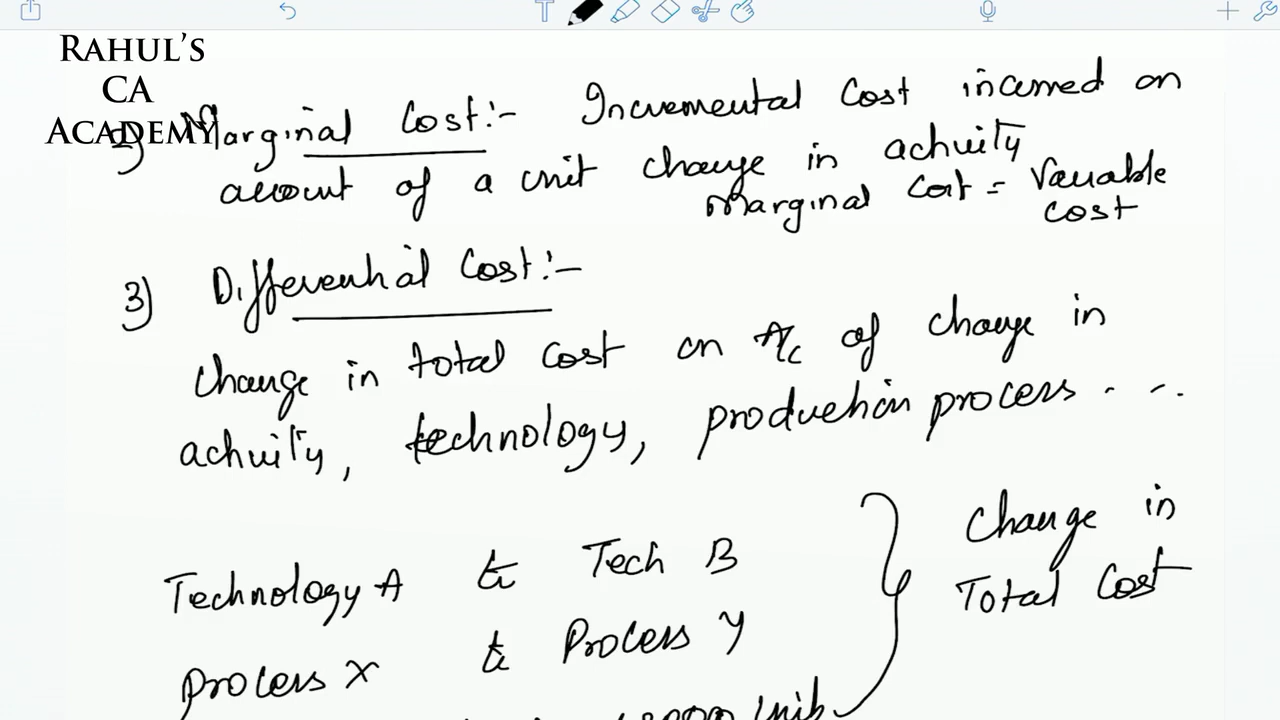 RAHUL'S
CA
ACADEMY
2) Marginal Cost:- Incremental Cost incurred on
account of a unit change in activity
Marginal Cost = Variable
cost
3) Differential Cost:-
change in total cost on A/c of change in
activity, technology, production process . . .
Technology A to Tech B
Process X to Process Y
Change in
Total Cost
units